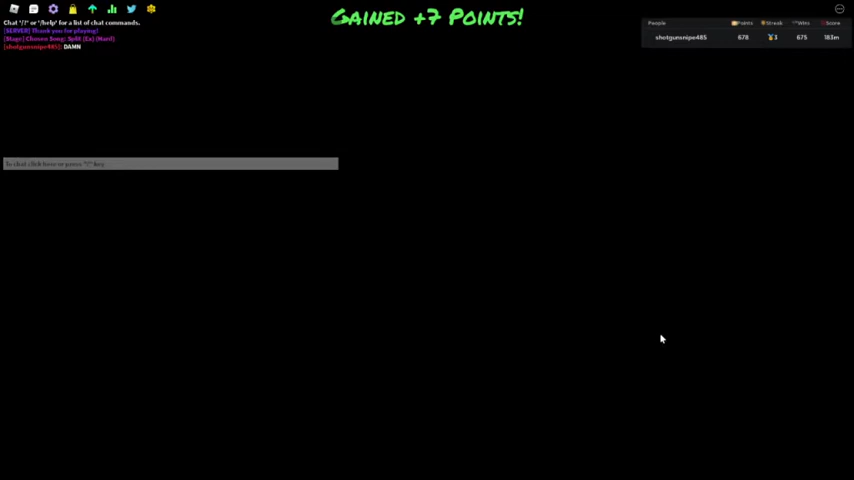 GAINED +7 POINTS!
Chat '/?' or '/help' for a list of chat commands.
[SERVER] Thank you for playing!
[Stage] Chosen Song: Split (Ex) (Hard)
[shotgunsnipe485]: DAMN
People Points Streak Wins Score
shotgunsnipe485 678 3 675 183m
To chat click here or press "/" key